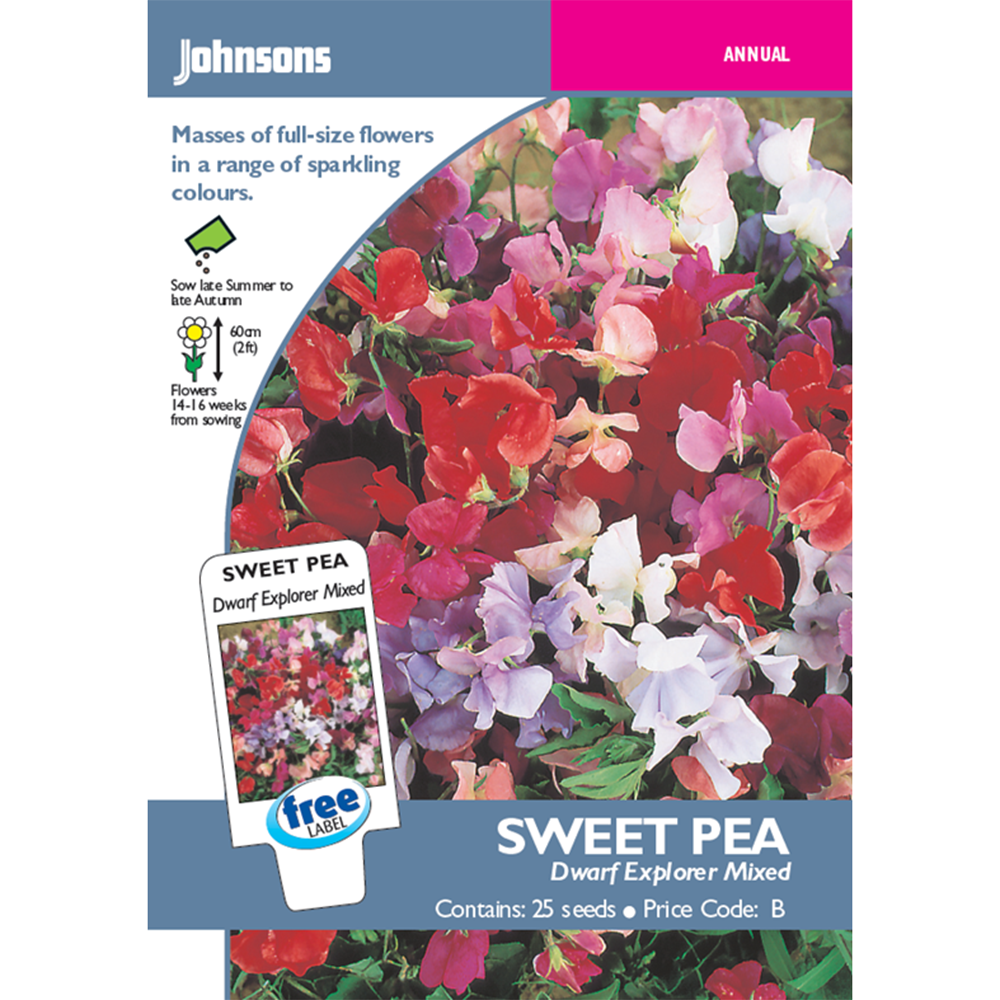 Johnsons
ANNUAL
Masses of full-size flowers
in a range of sparkling
colours.
Sow late Summer to
late Autumn
60cm
(2ft)
Flowers
14-16 weeks
from sowing
SWEET PEA
Dwarf Explorer Mixed
free
LABEL
SWEET PEA
Dwarf Explorer Mixed
Contains: 25 seeds ● Price Code: B